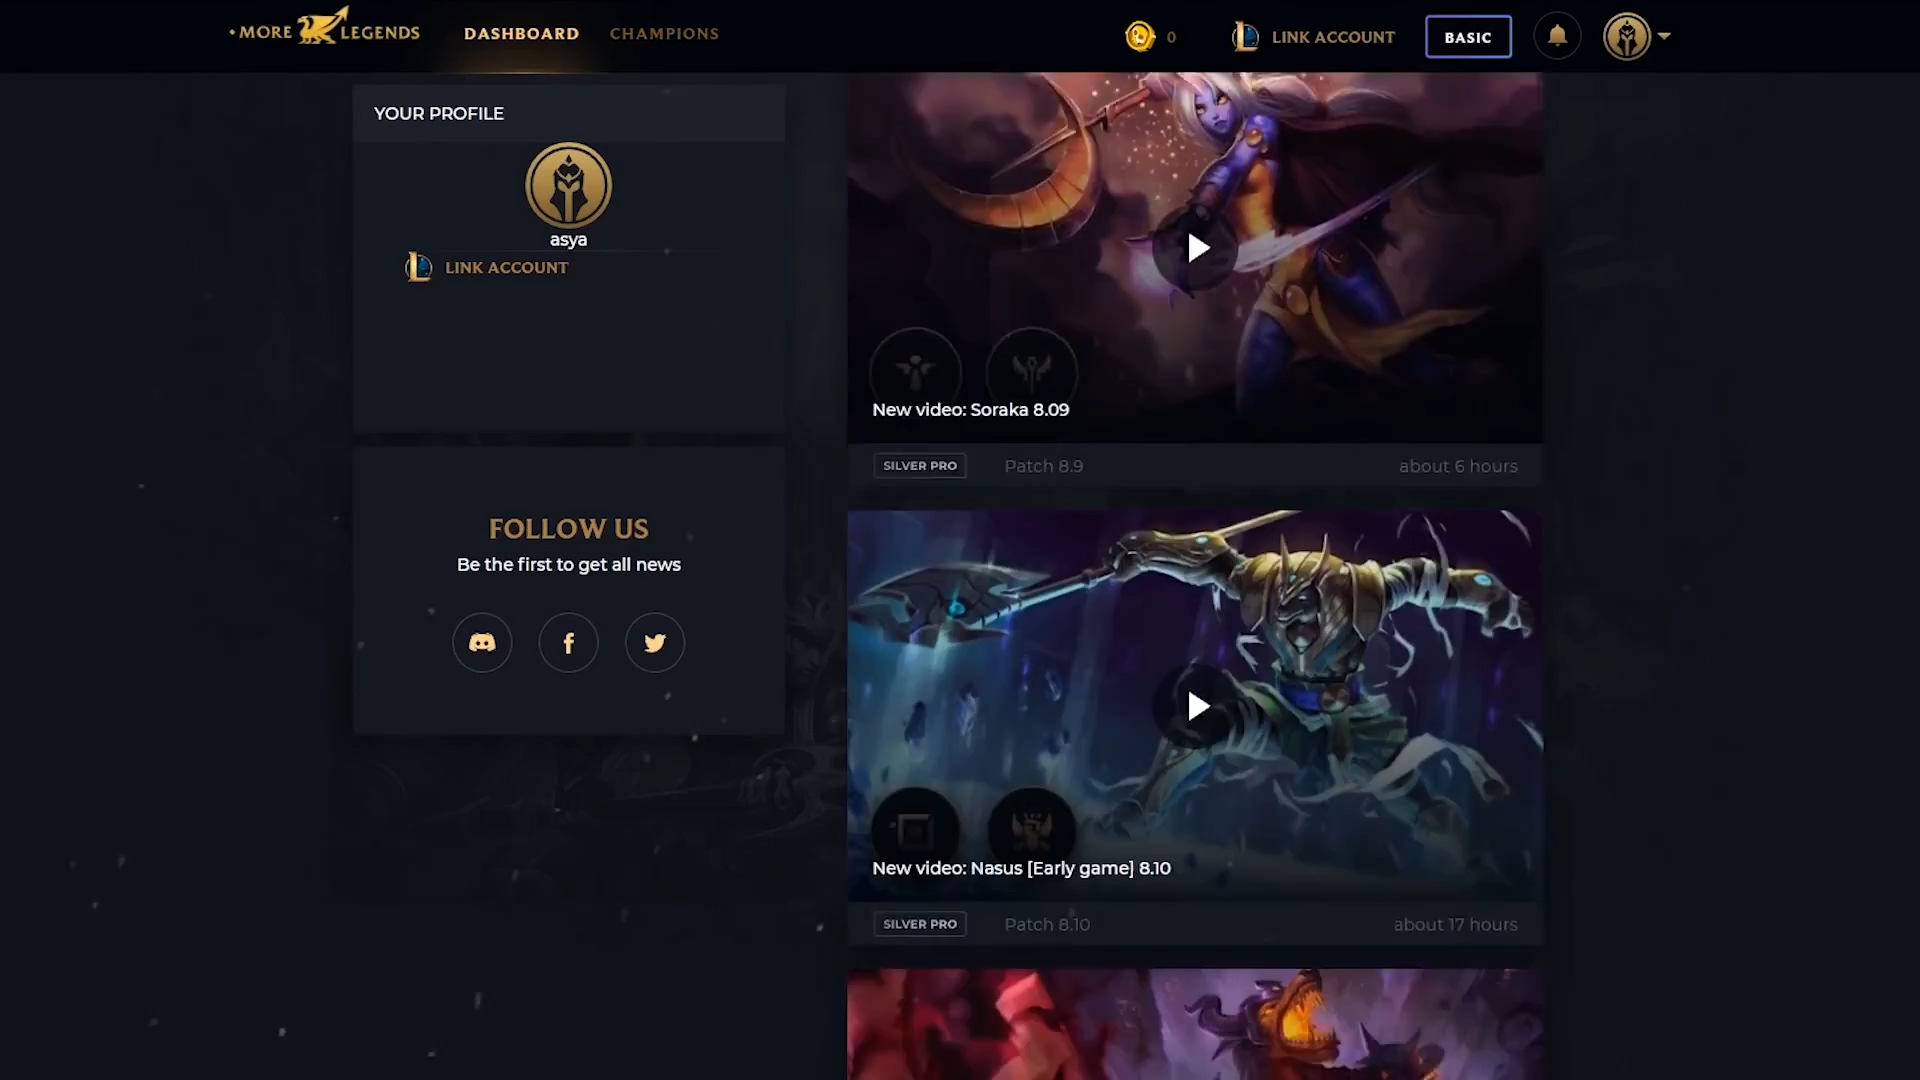 MORE LEGENDS
DASHBOARD
CHAMPIONS
0
LINK ACCOUNT
BASIC
YOUR PROFILE
asya
LINK ACCOUNT
FOLLOW US
Be the first to get all news
New video: Soraka 8.09
SILVER PRO
Patch 8.9
about 6 hours
New video: Nasus [Early game] 8.10
SILVER PRO
Patch 8.10
about 17 hours